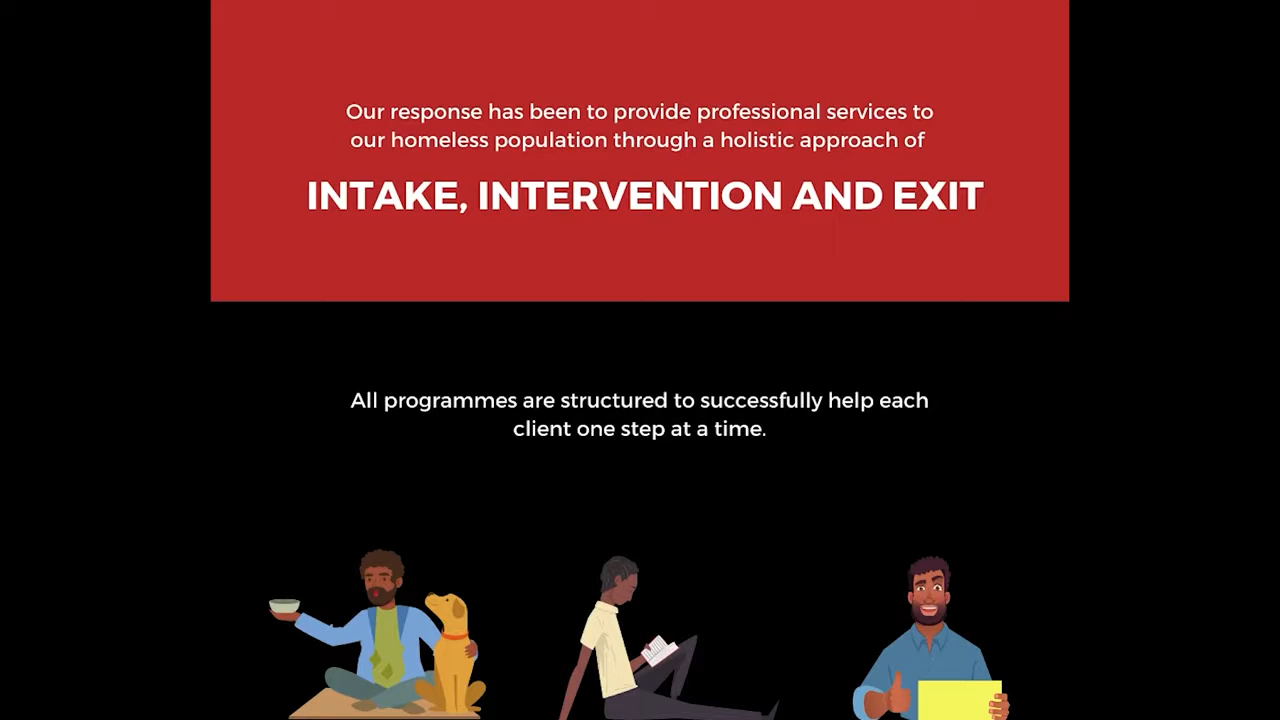 Our response has been to provide professional services to
our homeless population through a holistic approach of
INTAKE, INTERVENTION AND EXIT
All programmes are structured to successfully help each
client one step at a time.